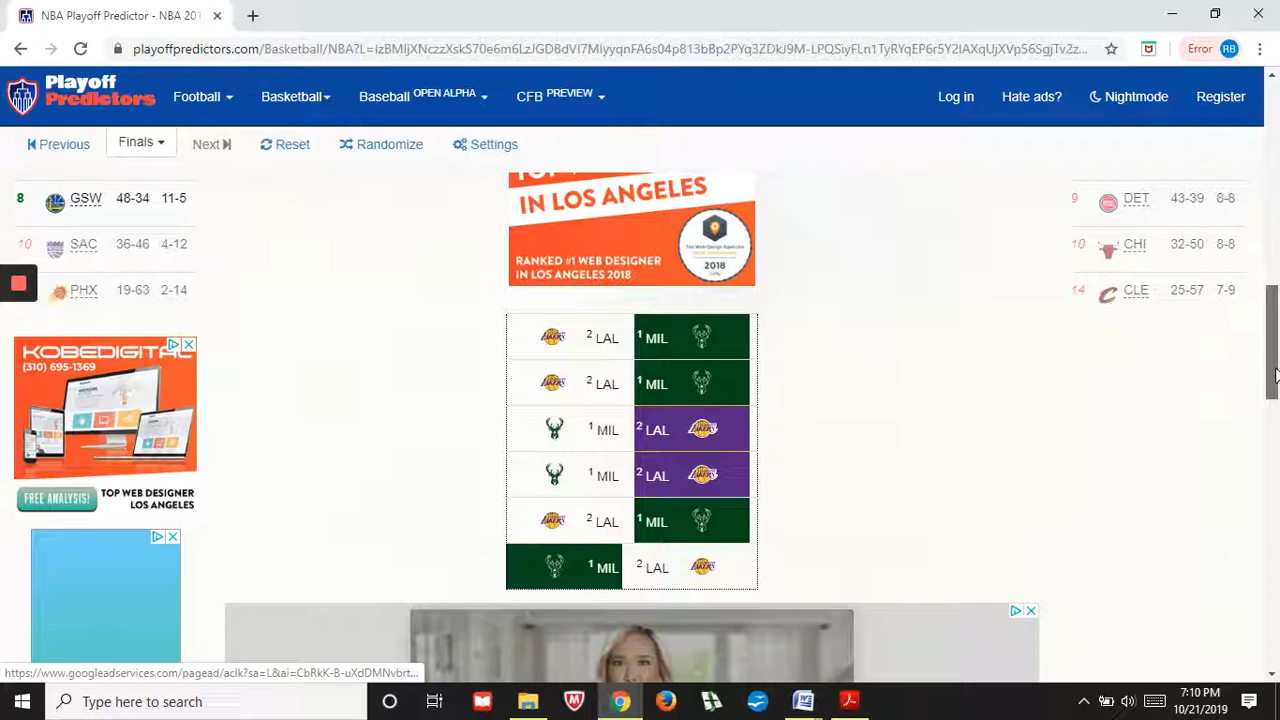 NBA Playoff Predictor - NBA 201
playoffpredictors.com/Basketball/NBA?L=izBMIjXNczzXskS70e6m6LzJGDBdVI7MIyyqnFA6s04p813bBp2PYq3ZDkJ9M-LPQSiyFLn1TyRYqEP6r5Y2IAXqUjXVp56SgjTv2z...
Error RB
Playoff Predictors
Football Basketball Baseball OPEN ALPHA CFB PREVIEW Log in Hate ads? Nightmode Register
Previous Finals Next Reset Randomize Settings
8 GSW 48-34 11-5
10 SAC 36-46 4-12
PHX 19-63 2-14
IN LOS ANGELES
RANKED #1 WEB DESIGNER
IN LOS ANGELES 2018
Top Web Design Agencies
2018
9 DET 43-39 8-8
10 CHI 32-50 8-8
14 CLE 25-57 7-9
KOBEDIGITAL
(310) 695-1369
FREE ANALYSIS! TOP WEB DESIGNER
LOS ANGELES
2 LAL 1 MIL
2 LAL 1 MIL
1 MIL 2 LAL
1 MIL 2 LAL
2 LAL 1 MIL
1 MIL 2 LAL
https://www.googleadservices.com/pagead/aclk?sa=L&ai=CbRkK-B-uXdDMNvbrt...
Type here to search
7:10 PM
10/21/2019